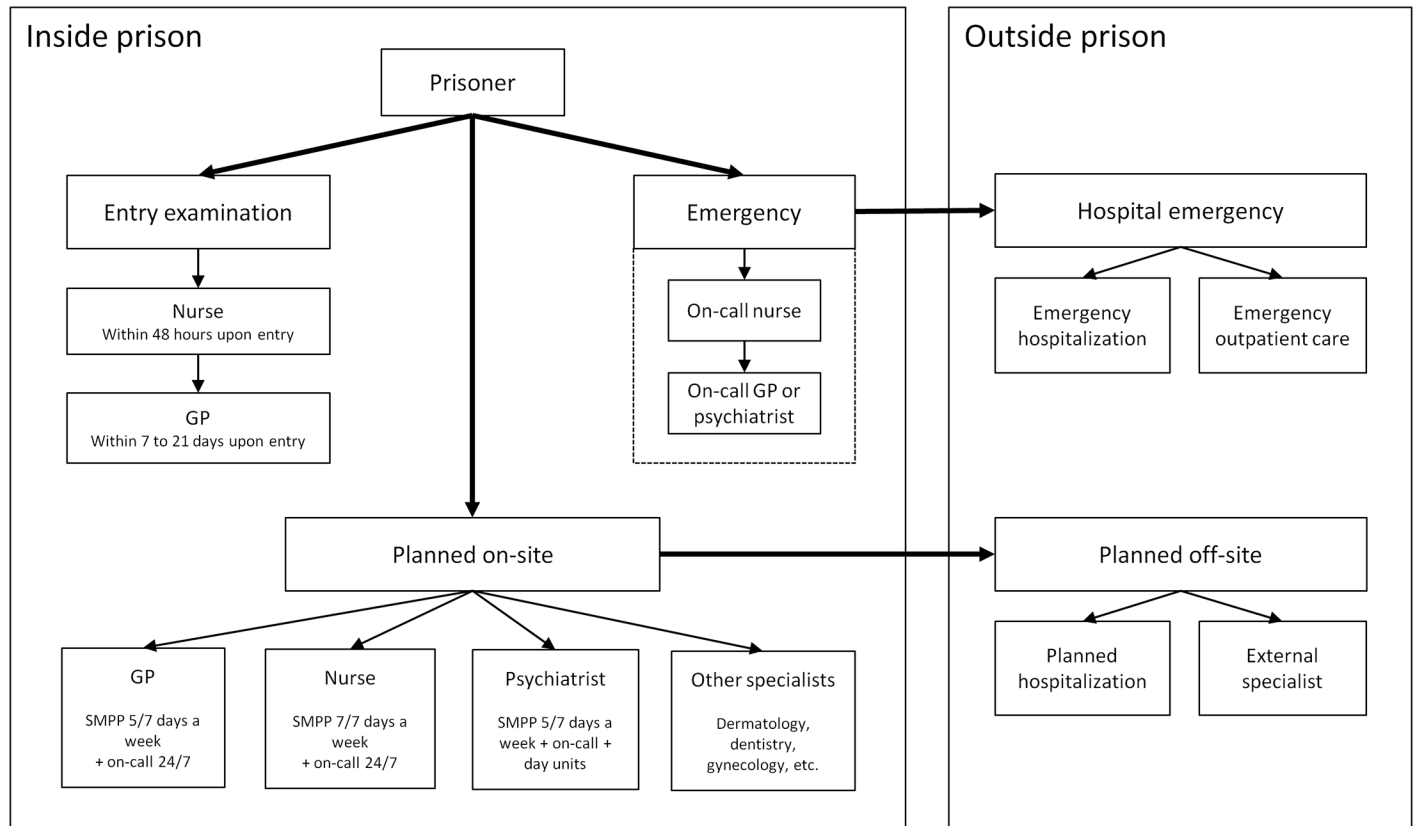 Inside prison
Outside prison
Prisoner
Entry examination
Emergency
Hospital emergency
Nurse
Within 48 hours upon entry
On-call nurse
Emergency
hospitalization
Emergency
outpatient care
GP
Within 7 to 21 days upon entry
On-call GP or
psychiatrist
Planned on-site
Planned off-site
GP
SMPP 5/7 days a
week
+ on-call 24/7
Nurse
SMPP 7/7 days a
week
+ on-call 24/7
Psychiatrist
SMPP 5/7 days a
week + on-call +
day units
Other specialists
Dermatology,
dentistry,
gynecology, etc.
Planned
hospitalization
External
specialist